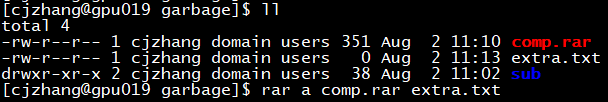 [cjzhang@gpu019 garbage]$ ll
total 4
-rw-r--r-- 1 cjzhang domain users 351 Aug  2 11:10 comp.rar
-rw-r--r-- 1 cjzhang domain users   0 Aug  2 11:13 extra.txt
drwxr-xr-x 2 cjzhang domain users  38 Aug  2 11:02 sub
[cjzhang@gpu019 garbage]$ rar a comp.rar extra.txt